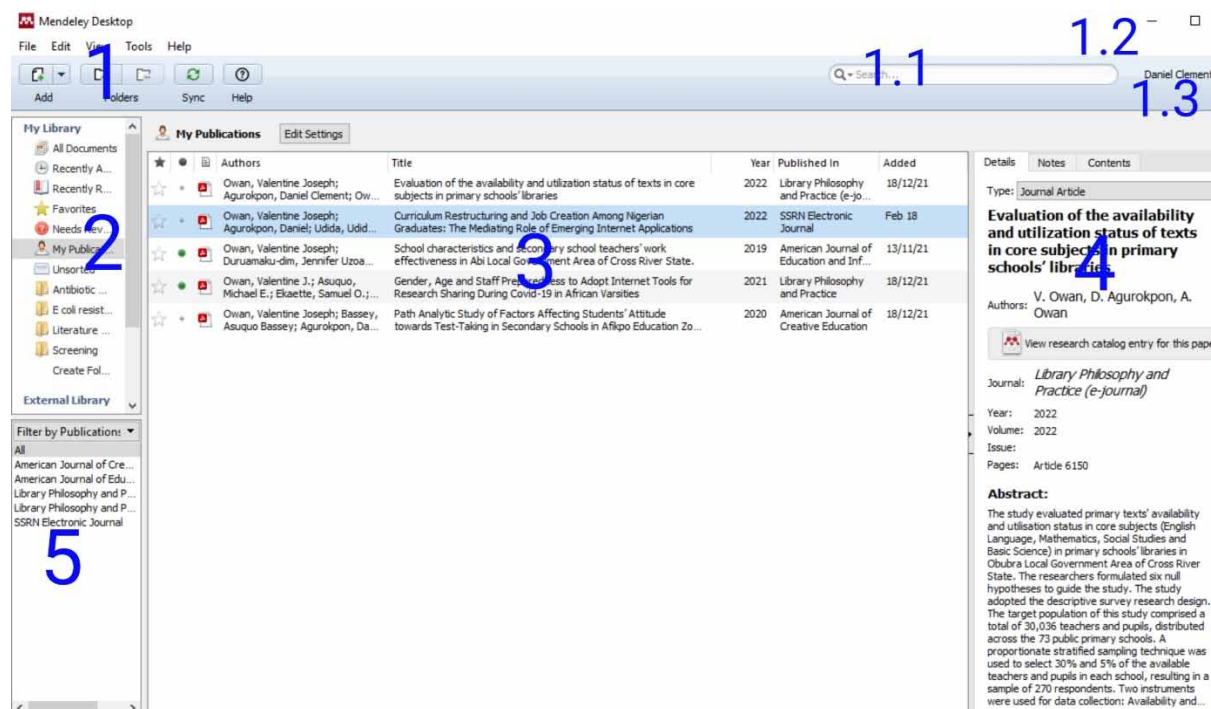 Mendeley Desktop
1.2
File Edit View Tools Help
1
1.1
Search...
Daniel Clement
1.3
Add Folders Sync Help
My Library
All Documents
Recently A...
Recently R...
Favorites
Needs Rev...
My Publica...
Unsorted
Antibiotic ...
E coli resist...
Literature ...
Screening
Create Fol...
External Library
2
Filter by Publications
All
American Journal of Cre...
American Journal of Edu...
Library Philosophy and P...
Library Philosophy and P...
SSRN Electronic Journal
5
My Publications Edit Settings
Authors Title Year Published In Added
Owan, Valentine Joseph; Evaluation of the availability and utilization status of texts in core 2022 Library Philosophy 18/12/21
Agurokpon, Daniel Clement; Ow... subjects in primary schools' libraries and Practice (e-jo...
Owan, Valentine Joseph; Curriculum Restructuring and Job Creation Among Nigerian 2022 SSRN Electronic Feb 18
Agurokpon, Daniel; Udida, Udid... Graduates: The Mediating Role of Emerging Internet Applications Journal
Owan, Valentine Joseph; School characteristics and secondary school teachers' work 2019 American Journal of 13/11/21
Duruamaku-dim, Jennifer Uzoa... effectiveness in Abi Local Government Area of Cross River State. Education and Inf...
Owan, Valentine J.; Asuquo, Gender, Age and Staff Preparedness to Adopt Internet Tools for 2021 Library Philosophy 18/12/21
Michael E.; Ekaette, Samuel O.;... Research Sharing During Covid-19 in African Varsities and Practice
Owan, Valentine Joseph; Bassey, Path Analytic Study of Factors Affecting Students' Attitude 2020 American Journal of 18/12/21
Asuquo Bassey; Agurokpon, Da... towards Test-Taking in Secondary Schools in Afikpo Education Zo... Creative Education
3
Details Notes Contents
Type: Journal Article
Evaluation of the availability
and utilization status of texts
in core subjects in primary
schools' libraries
4
Authors: V. Owan, D. Agurokpon, A.
Owan
View research catalog entry for this pape
Journal: Library Philosophy and
Practice (e-journal)
Year: 2022
Volume: 2022
Issue:
Pages: Article 6150
Abstract:
The study evaluated primary texts' availability
and utilisation status in core subjects (English
Language, Mathematics, Social Studies and
Basic Science) in primary schools' libraries in
Obubra Local Government Area of Cross River
State. The researchers formulated six null
hypotheses to guide the study. The study
adopted the descriptive survey research design.
The target population of this study comprised a
total of 30,036 teachers and pupils, distributed
across the 73 public primary schools. A
proportionate stratified sampling technique was
used to select 30% and 5% of the available
teachers and pupils in each school, resulting in a
sample of 270 respondents. Two instruments
were used for data collection: Availability and...